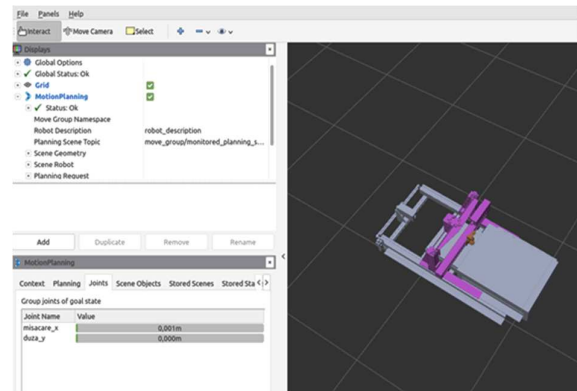 File Panels Help
Interact Move Camera Select
Displays
Global Options
Global Status: Ok
Grid
MotionPlanning
Status: Ok
Move Group Namespace
Robot Description robot_description
Planning Scene Topic move_group/monitored_planning_s...
Scene Geometry
Scene Robot
Planning Request
Add Duplicate Remove Rename
MotionPlanning
Context Planning Joints Scene Objects Stored Scenes Stored Sta
Group joints of goal state
Joint Name Value
misacare_x 0,001m
duza_y 0,000m